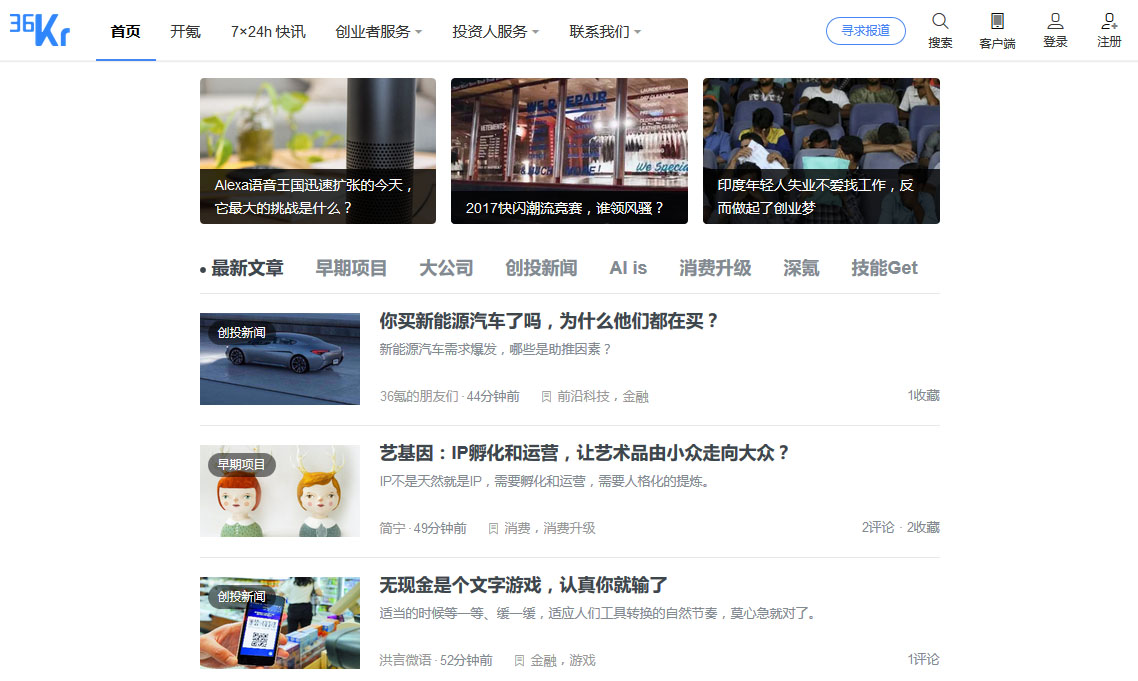 36Kr
首页
开氪
7×24h 快讯
创业者服务
投资人服务
联系我们
寻求报道
搜索
客户端
登录
注册
Alexa语音王国迅速扩张的今天，
它最大的挑战是什么？
WE REPAIR
VETEMENTS
& MUCH MORE!
We Specia
2017快闪潮流竞赛，谁领风骚？
印度年轻人失业不爱找工作，反
而做起了创业梦
• 最新文章
早期项目
大公司
创投新闻
AI is
消费升级
深氪
技能Get
创投新闻
你买新能源汽车了吗，为什么他们都在买？
新能源汽车需求爆发，哪些是助推因素？
36氪的朋友们 · 44分钟前
前沿科技，金融
1收藏
早期项目
艺基因：IP孵化和运营，让艺术品由小众走向大众？
IP不是天然就是IP，需要孵化和运营，需要人格化的提炼。
简宁 · 49分钟前
消费，消费升级
2评论 · 2收藏
创投新闻
无现金是个文字游戏，认真你就输了
适当的时候等一等、缓一缓，适应人们工具转换的自然节奏，莫心急就对了。
洪言微语 · 52分钟前
金融，游戏
1评论